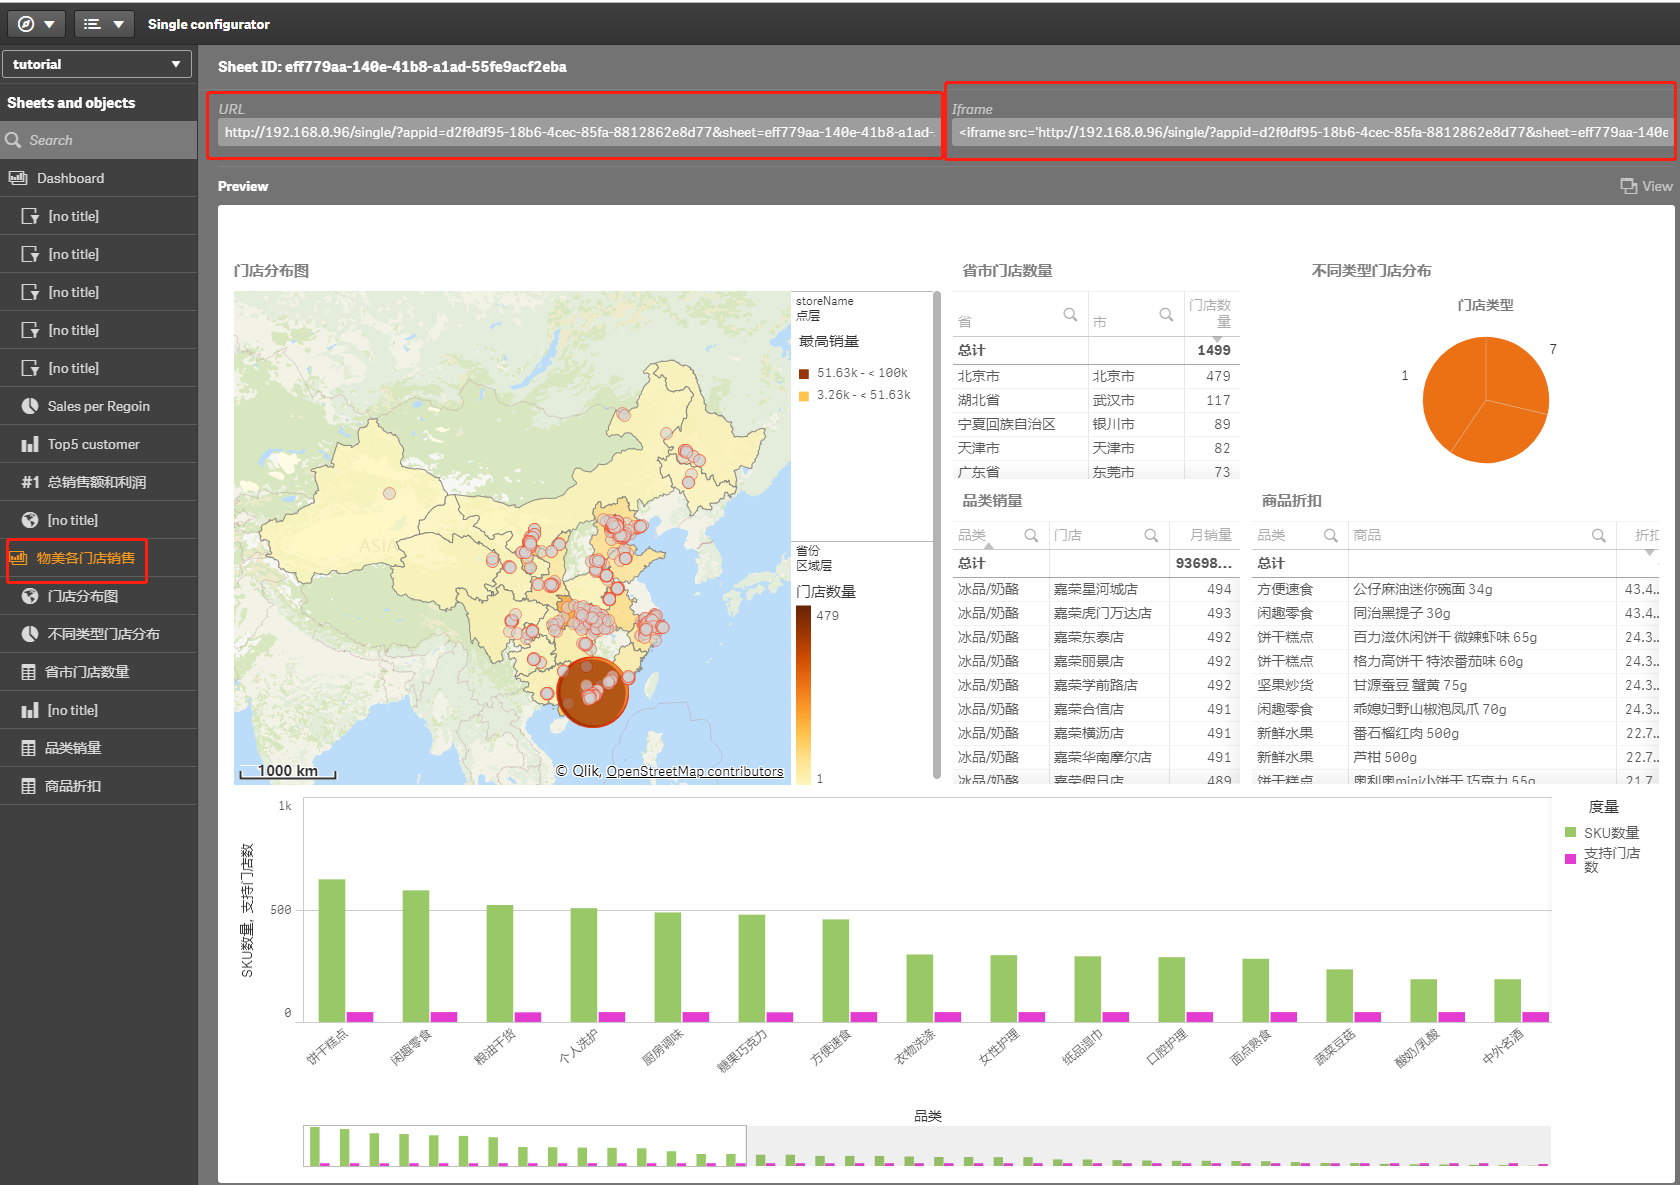 Single configurator
tutorial
Sheets and objects
Search
Dashboard
[no title]
[no title]
[no title]
[no title]
[no title]
Sales per Regoin
Top5 customer
#1 总销售额和利润
[no title]
物美各门店销售
门店分布图
不同类型门店分布
省市门店数量
[no title]
品类销量
商品折扣
Sheet ID: eff779aa-140e-41b8-a1ad-55fe9acf2eba
URL
http://192.168.0.96/single/?appid=d2f0df95-18b6-4cec-85fa-8812862e8d77&sheet=eff779aa-140e-41b8-a1ad-
Iframe
<iframe src='http://192.168.0.96/single/?appid=d2f0df95-18b6-4cec-85fa-8812862e8d77&sheet=eff779aa-140e
Preview
View
门店分布图
ASIA
1000 km
© Qlik, OpenStreetMap contributors
storeName
点层
最高销量
51.63k - < 100k
3.26k - < 51.63k
省份
区域层
门店数量
479
1
省市门店数量
省 市 门店数量
总计 1499
北京市 北京市 479
湖北省 武汉市 117
宁夏回族自治区 银川市 89
天津市 天津市 82
广东省 东莞市 73
不同类型门店分布
门店类型
7
1
品类销量
品类 门店 月销量
总计 93698...
冰品/奶酪 嘉荣星河城店 494
冰品/奶酪 嘉荣虎门万达店 493
冰品/奶酪 嘉荣东泰店 492
冰品/奶酪 嘉荣丽景店 492
冰品/奶酪 嘉荣学前路店 492
冰品/奶酪 嘉荣合信店 491
冰品/奶酪 嘉荣横沥店 491
冰品/奶酪 嘉荣华南摩尔店 491
冰品/奶酪 嘉荣假日店 489
商品折扣
品类 商品 折扣
总计
方便速食 公仔麻油迷你碗面 34g 43.4..
闲趣零食 同治黑提子 30g 43.4..
饼干糕点 百力滋休闲饼干 微辣虾味 65g 24.3..
饼干糕点 格力高饼干 特浓番茄味 60g 24.3..
坚果炒货 甘源蚕豆 蟹黄 75g 24.3..
闲趣零食 乖媳妇野山椒泡凤爪 70g 24.3..
新鲜水果 番石榴红肉 500g 22.7..
新鲜水果 芦柑 500g 22.7..
饼干糕点 奥利奥mini小饼干 巧克力 55g 21.7
SKU数量, 支持门店数
1k
500
0
饼干糕点
闲趣零食
粮油干货
个人洗护
厨房调味
糖果巧克力
方便速食
衣物洗涤
女性护理
纸品湿巾
口腔护理
面点熟食
蔬菜豆菇
酸奶/乳酸
中外名酒
品类
度量
SKU数量
支持门店
数